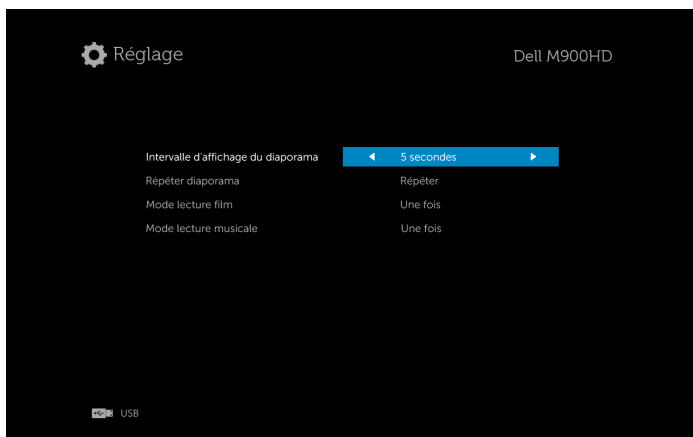 Réglage
Dell M900HD
Intervalle d'affichage du diaporama 5 secondes
Répéter diaporama Répéter
Mode lecture film Une fois
Mode lecture musicale Une fois
USB